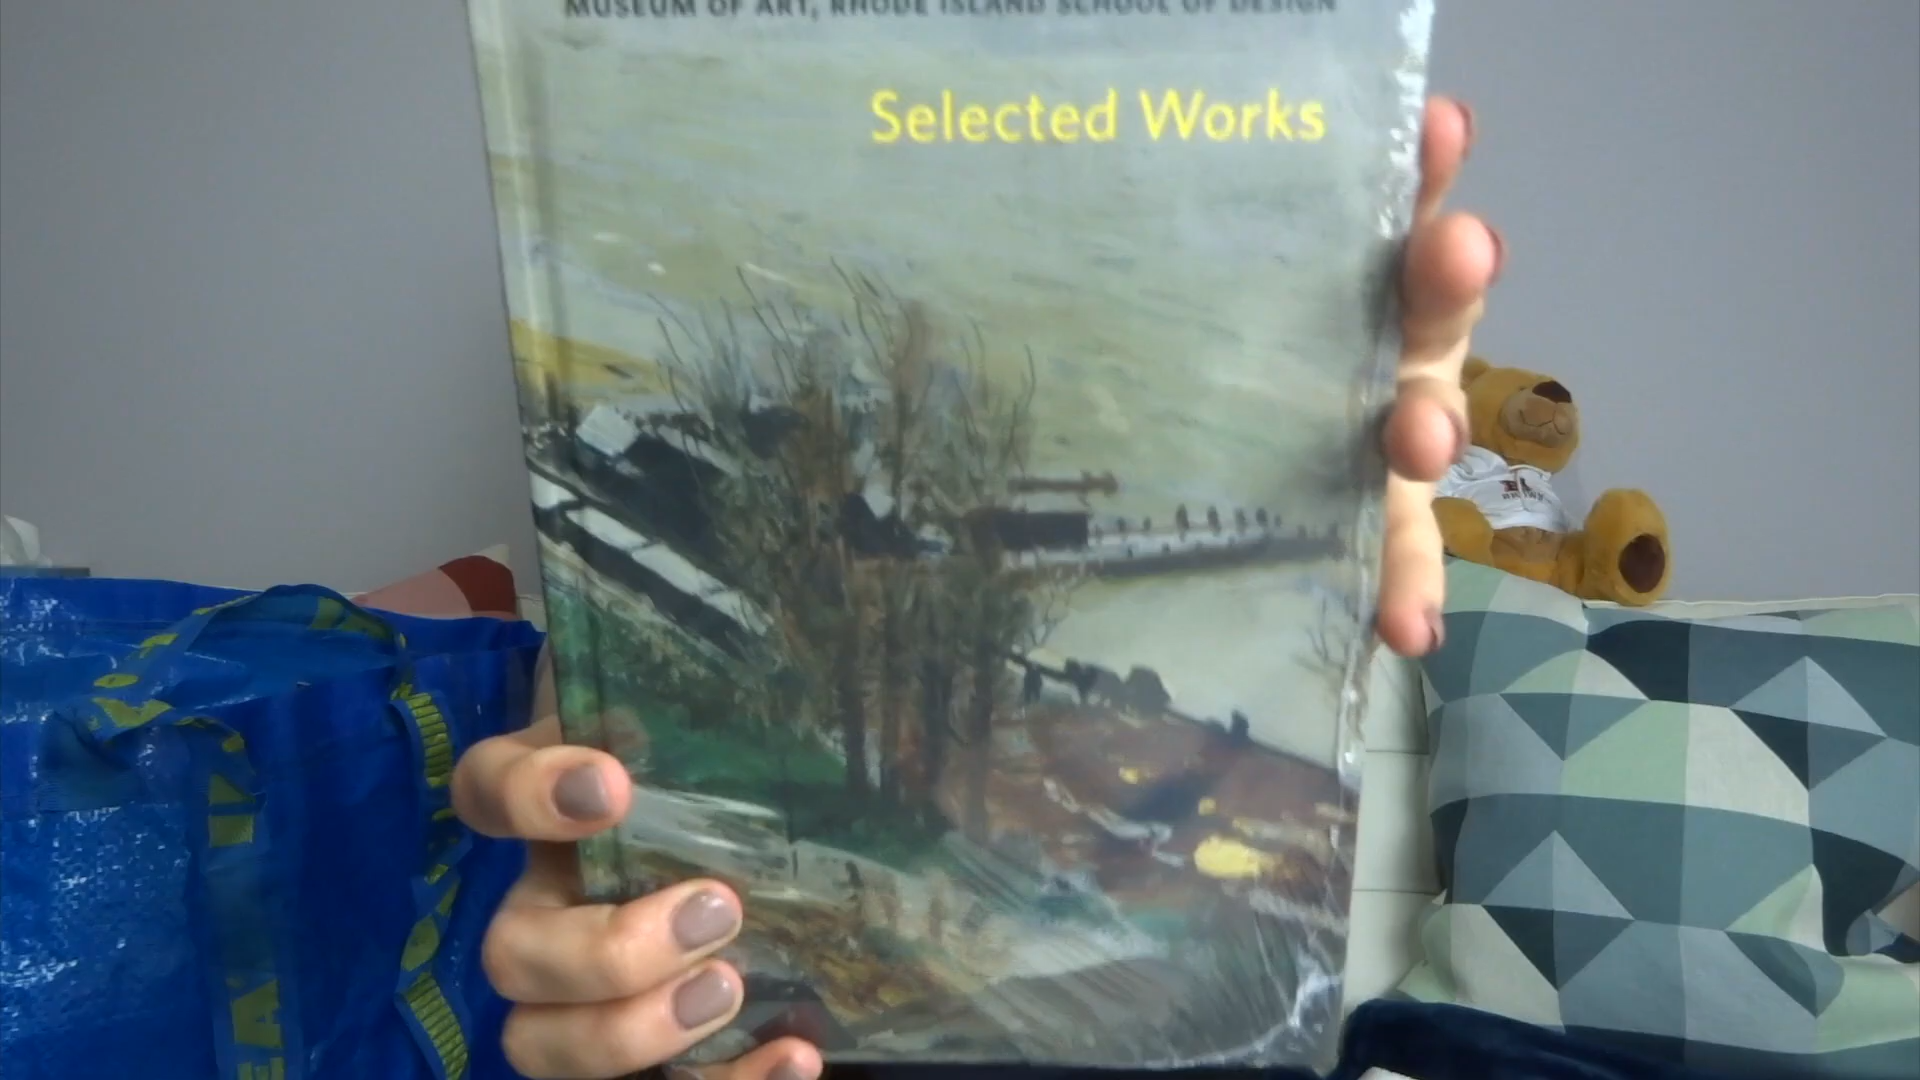 MUSEUM OF ART, RHODE ISLAND SCHOOL OF DESIGN
Selected Works